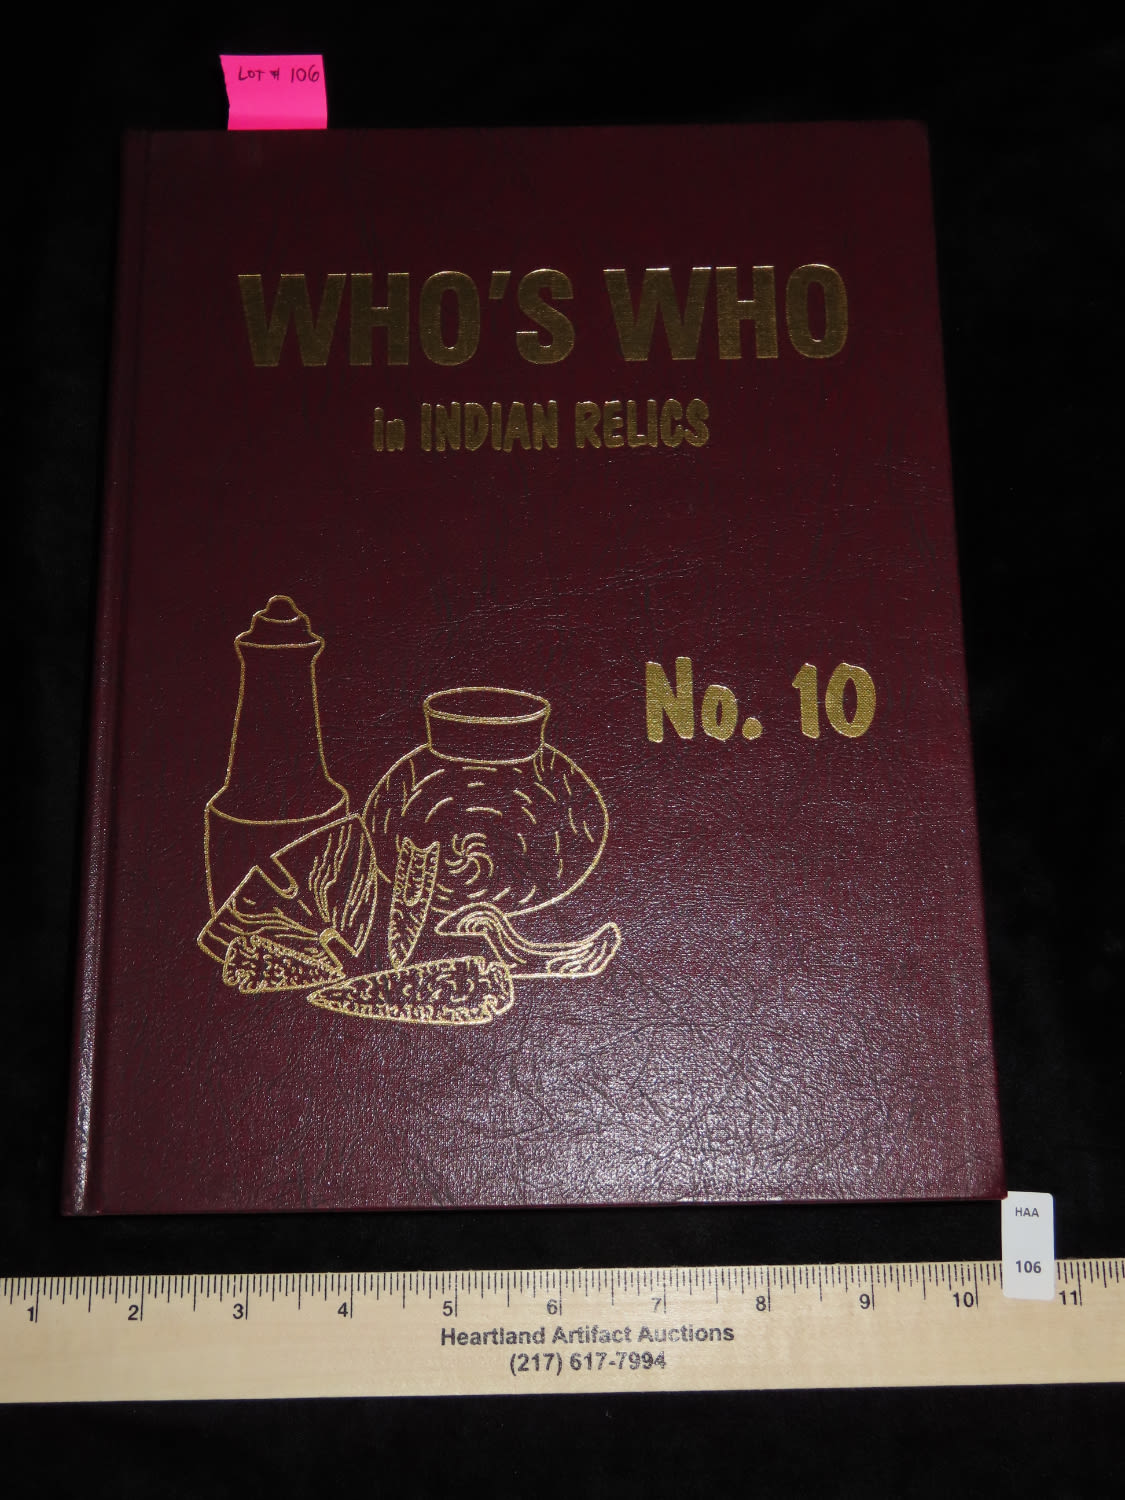 LOT # 106
WHO'S WHO
in INDIAN RELICS
No. 10
HAA
106
1 2 3 4 5 6 7 8 9 10 11
Heartland Artifact Auctions
(217) 617-7994